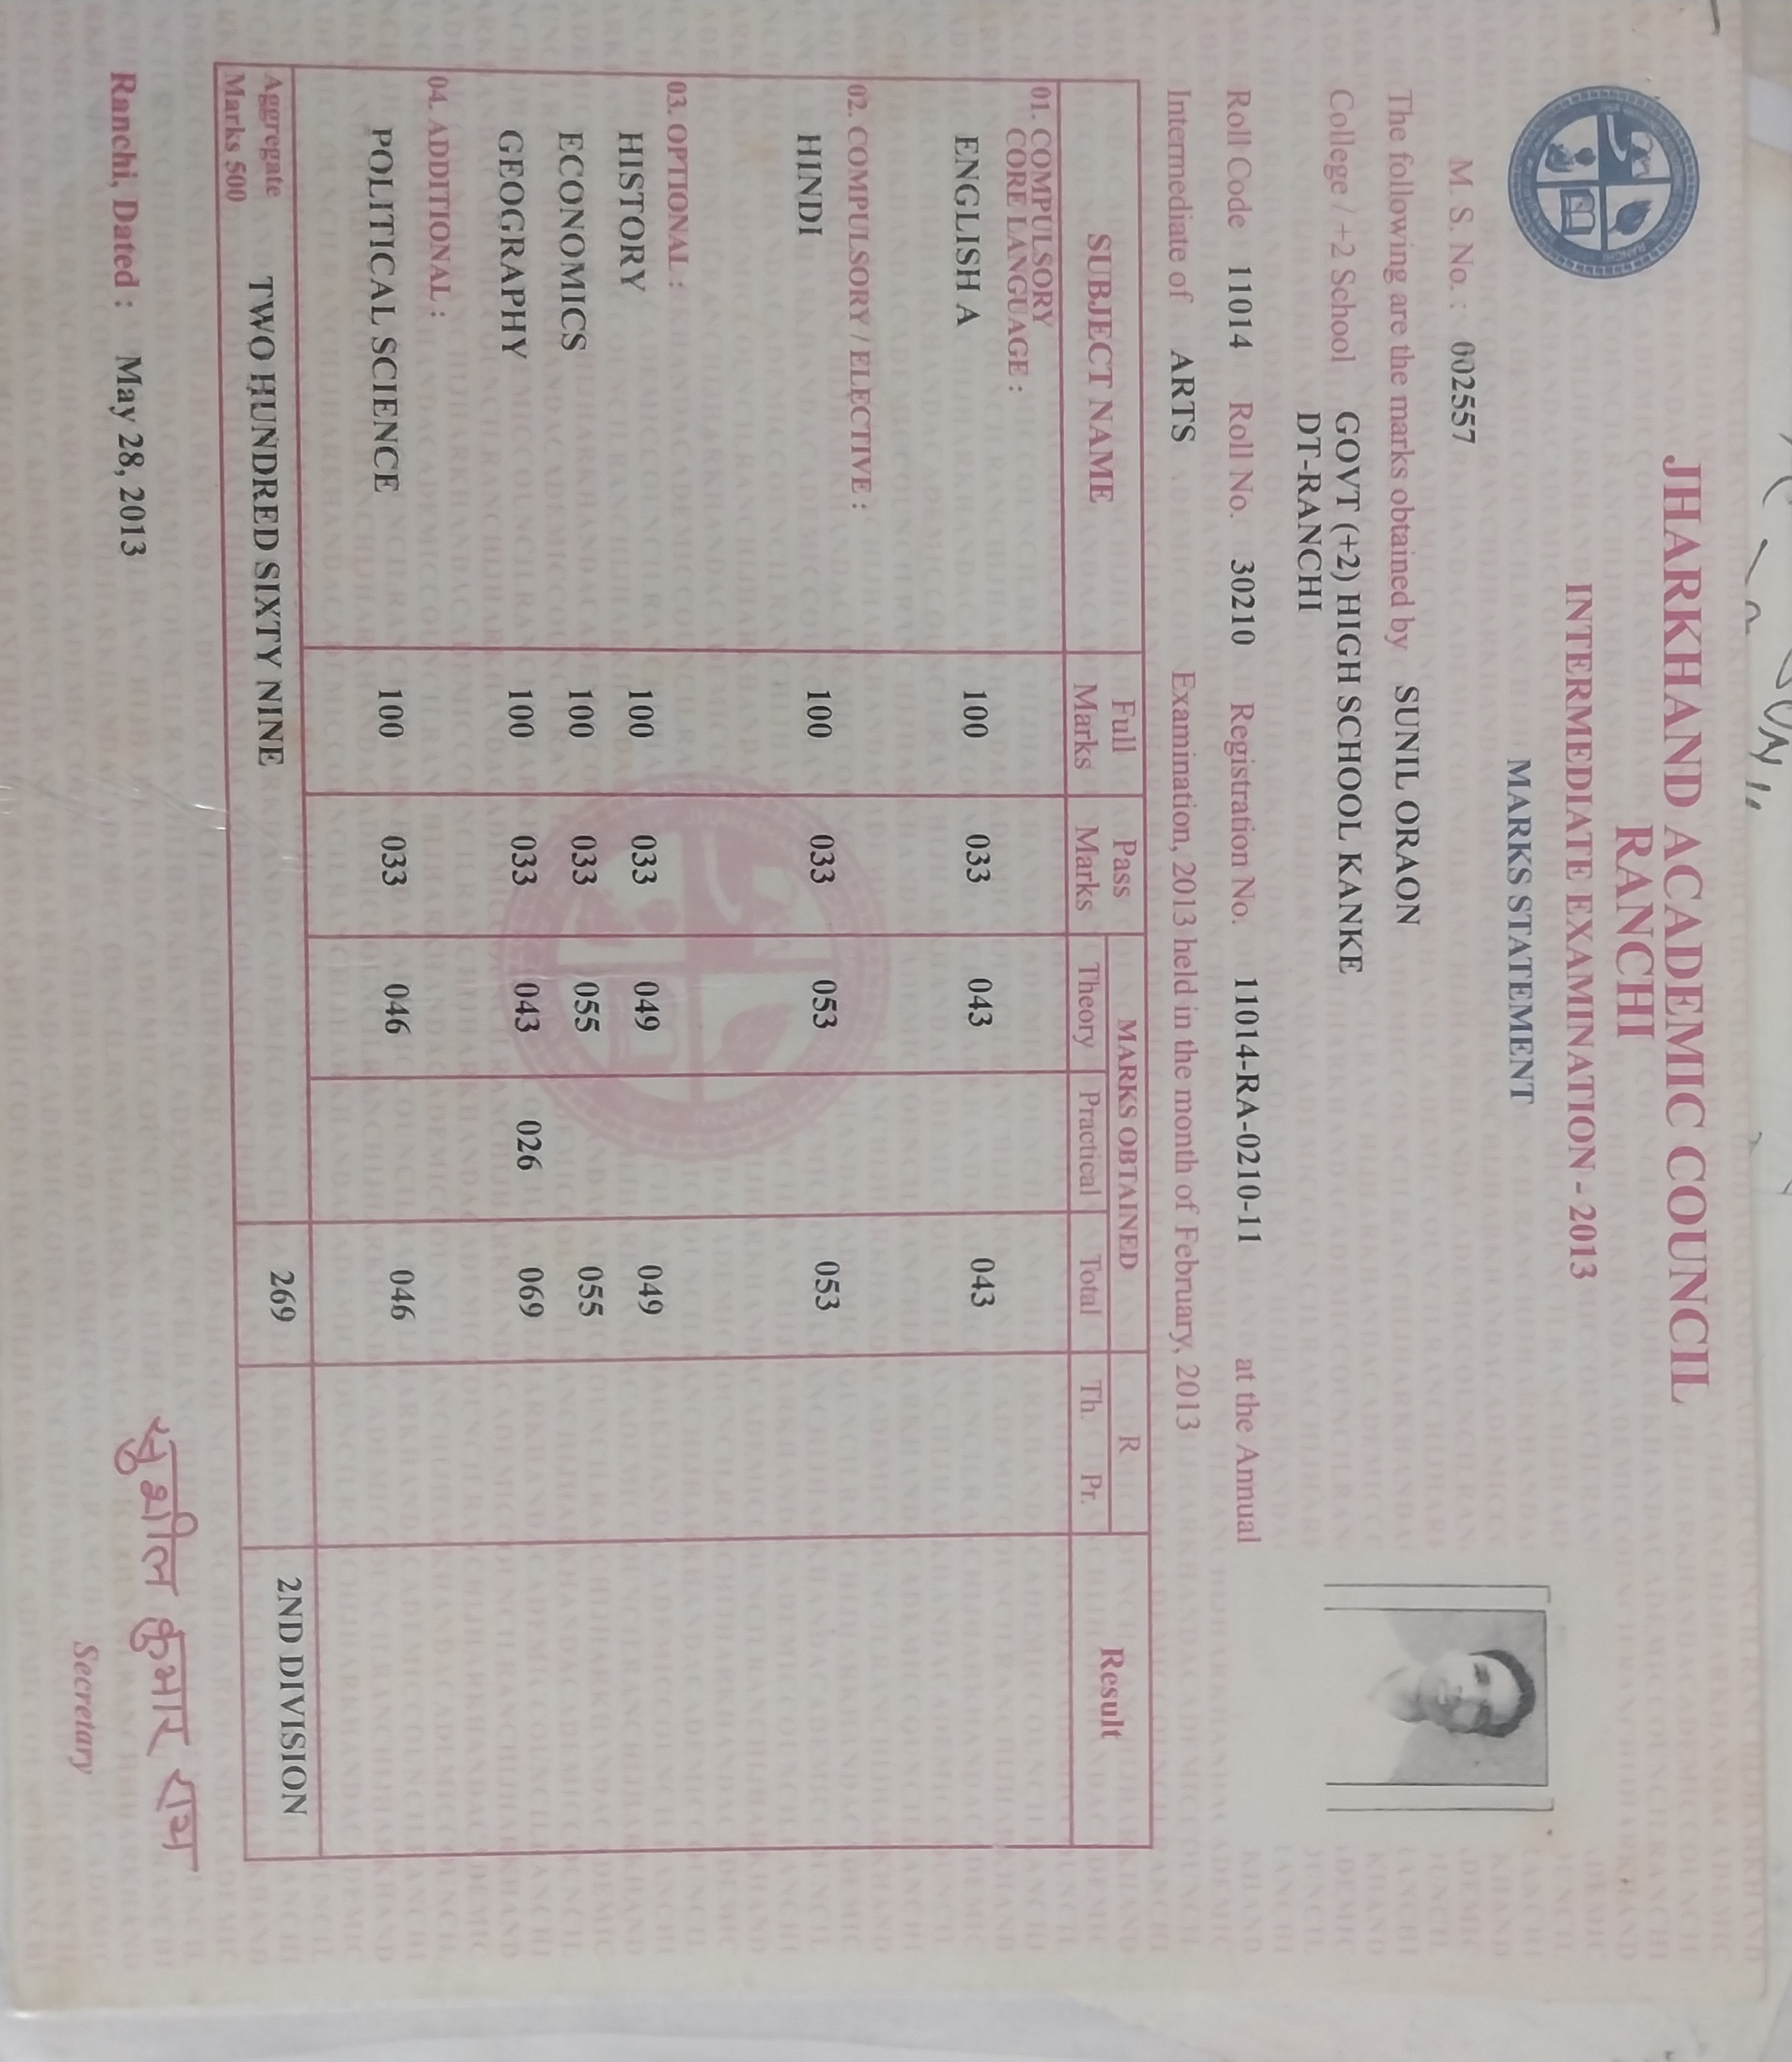 JHARKHAND ACADEMIC COUNCIL
RANCHI
INTERMEDIATE EXAMINATION - 2013
MARKS STATEMENT
M. S. No. : 002557
The following are the marks obtained by SUNIL ORAON
College / +2 School GOVT (+2) HIGH SCHOOL KANKE
DT-RANCHI
Roll Code 11014 Roll No. 30210 Registration No. 11014-RA-0210-11 at the Annual
Intermediate of ARTS Examination, 2013 held in the month of February, 2013
SUBJECT NAME Full Marks Pass Marks MARKS OBTAINED R Result
Theory Practical Total Th. Pr.
01. COMPULSORY
CORE LANGUAGE :
ENGLISH A 100 033 043 043
02. COMPULSORY / ELECTIVE :
HINDI 100 033 053 053
03. OPTIONAL :
HISTORY 100 033 049 049
ECONOMICS 100 033 055 055
GEOGRAPHY 100 033 043 026 069
04. ADDITIONAL :
POLITICAL SCIENCE 100 033 046 046
Aggregate
Marks 500 TWO HUNDRED SIXTY NINE 269 2ND DIVISION
Ranchi, Dated : May 28, 2013
सुशील कुमार राय
Secretary